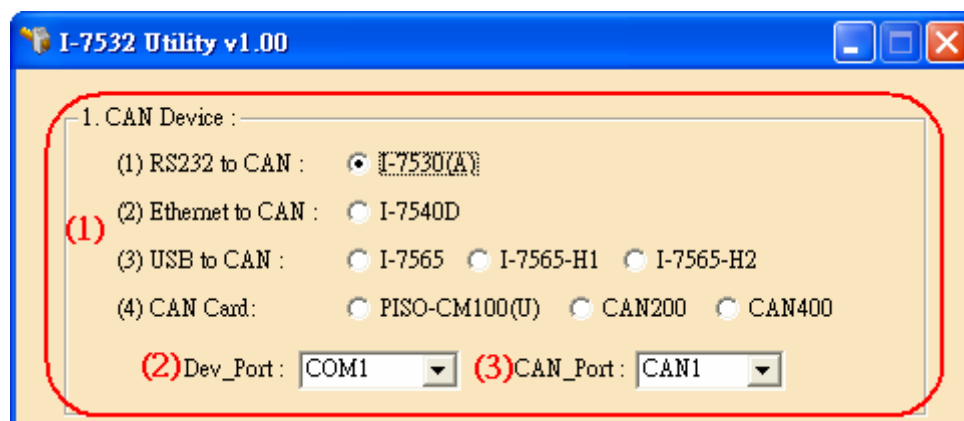 I-7532 Utility v1.00
1. CAN Device :
(1) RS232 to CAN : I-7530(A)
(2) Ethernet to CAN : I-7540D
(1)
(3) USB to CAN : I-7565 I-7565-H1 I-7565-H2
(4) CAN Card: PISO-CM100(U) CAN200 CAN400
(2) Dev_Port : COM1 (3) CAN_Port : CAN1